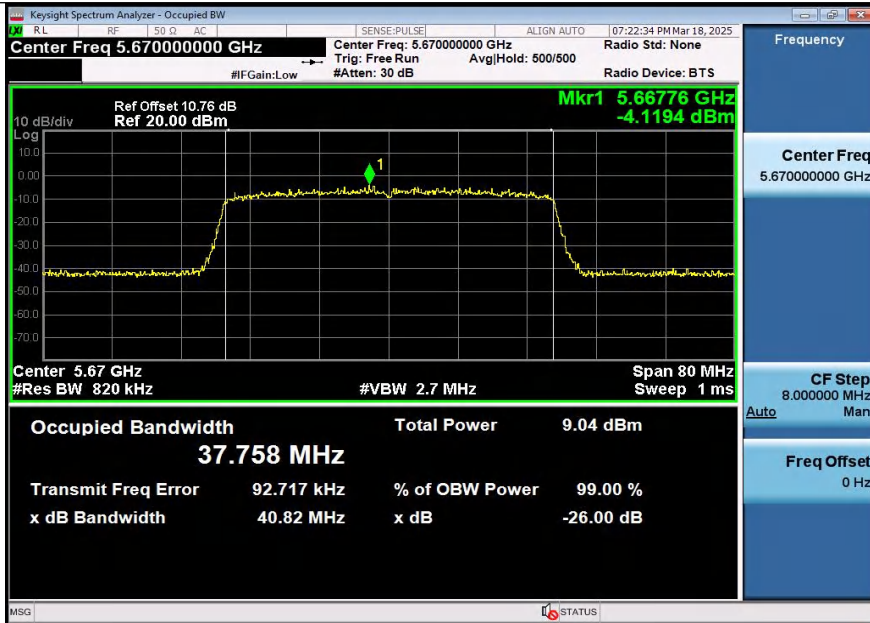 Keysight Spectrum Analyzer - Occupied BW
LXI RL RF 50 Ω AC SENSE:PULSE ALIGN AUTO 07:22:34 PM Mar 18, 2025
Center Freq 5.670000000 GHz
Center Freq: 5.670000000 GHz Radio Std: None
Trig: Free Run Avg|Hold: 500/500
#IFGain:Low #Atten: 30 dB Radio Device: BTS
Ref Offset 10.76 dB Mkr1 5.66776 GHz
10 dB/div Ref 20.00 dBm -4.1194 dBm
Log
10.0
0.00
-10.0
-20.0
-30.0
-40.0
-50.0
-60.0
-70.0
1
Center 5.67 GHz Span 80 MHz
#Res BW 820 kHz #VBW 2.7 MHz Sweep 1 ms
Occupied Bandwidth Total Power 9.04 dBm
37.758 MHz
Transmit Freq Error 92.717 kHz % of OBW Power 99.00 %
x dB Bandwidth 40.82 MHz x dB -26.00 dB
MSG STATUS
Frequency
Center Freq
5.670000000 GHz
CF Step
8.000000 MHz
Auto Man
Freq Offset
0 Hz